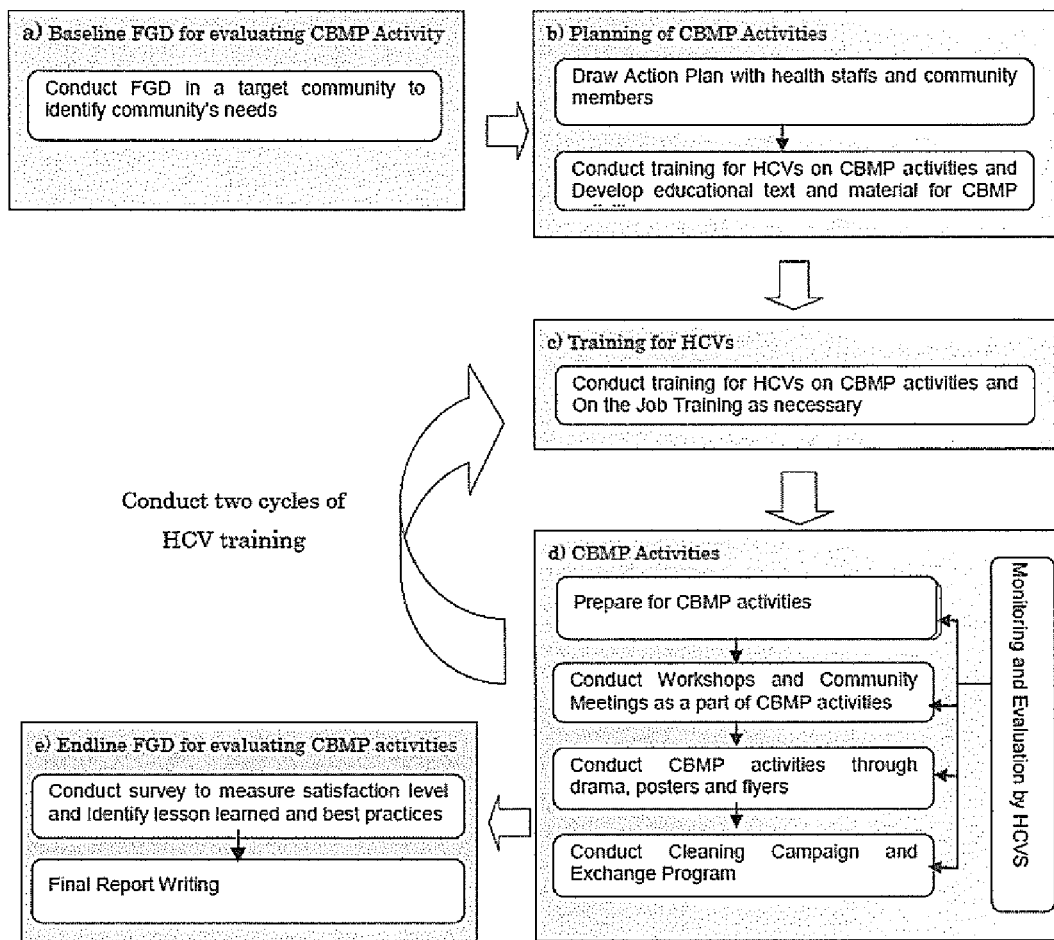 a) Baseline FGD for evaluating CBMP Activity
Conduct FGD in a target community to
identify community's needs
b) Planning of CBMP Activities
Draw Action Plan with health staffs and community
members
Conduct training for HCVs on CBMP activities and
Develop educational text and material for CBMP
c) Training for HCVs
Conduct training for HCVs on CBMP activities and
On the Job Training as necessary
Conduct two cycles of
HCV training
d) CBMP Activities
Prepare for CBMP activities
Conduct Workshops and Community
Meetings as a part of CBMP activities
Conduct CBMP activities through
drama, posters and flyers
Conduct Cleaning Campaign and
Exchange Program
Monitoring and Evaluation by HCVS
e) Endline FGD for evaluating CBMP activities
Conduct survey to measure satisfaction level
and Identify lesson learned and best practices
Final Report Writing